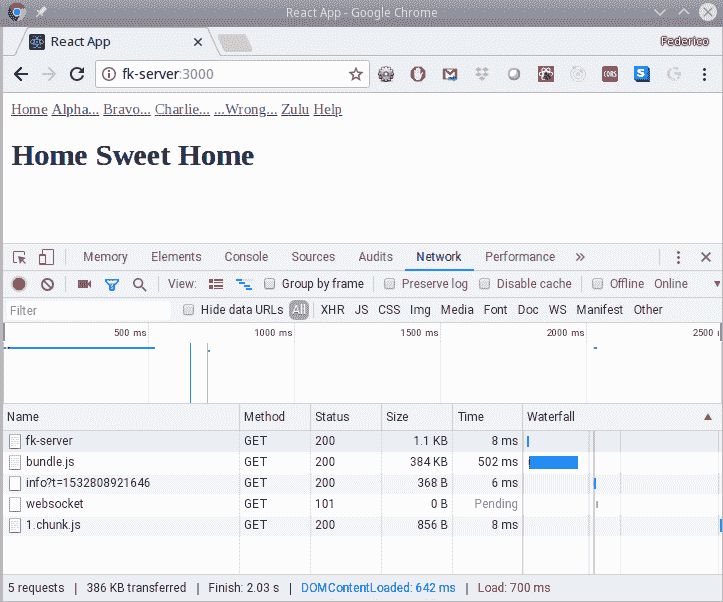 React App - Google Chrome
React App
Federico
fk-server:3000
CORS
Home Alpha... Bravo... Charlie... ...Wrong... Zulu Help
Home Sweet Home
Memory Elements Console Sources Audits Network Performance »
View: Group by frame Preserve log Disable cache Offline Online
Filter Hide data URLs All XHR JS CSS Img Media Font Doc WS Manifest Other
500 ms 1000 ms 1500 ms 2000 ms 2500
Name Method Status Size Time Waterfall
fk-server GET 200 1.1 KB 8 ms
bundle.js GET 200 384 KB 502 ms
info?t=1532808921646 GET 200 368 B 6 ms
websocket GET 101 0 B Pending
1.chunk.js GET 200 856 B 8 ms
5 requests | 386 KB transferred | Finish: 2.03 s | DOMContentLoaded: 642 ms | Load: 700 ms